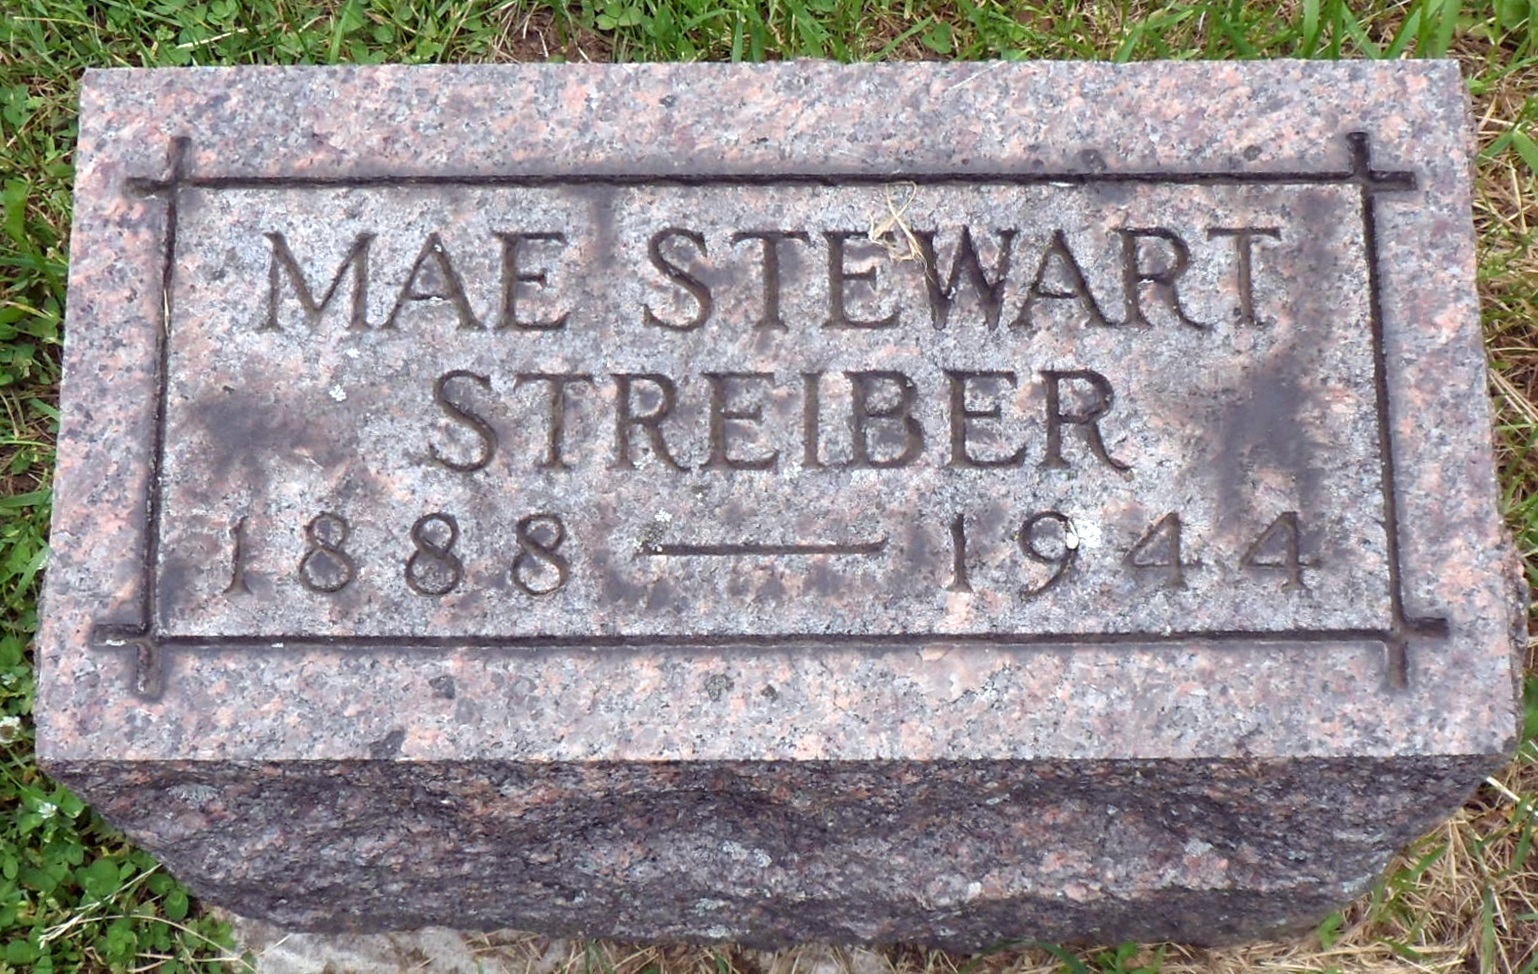 MAE STEWART
STREIBER
1888 — 1944